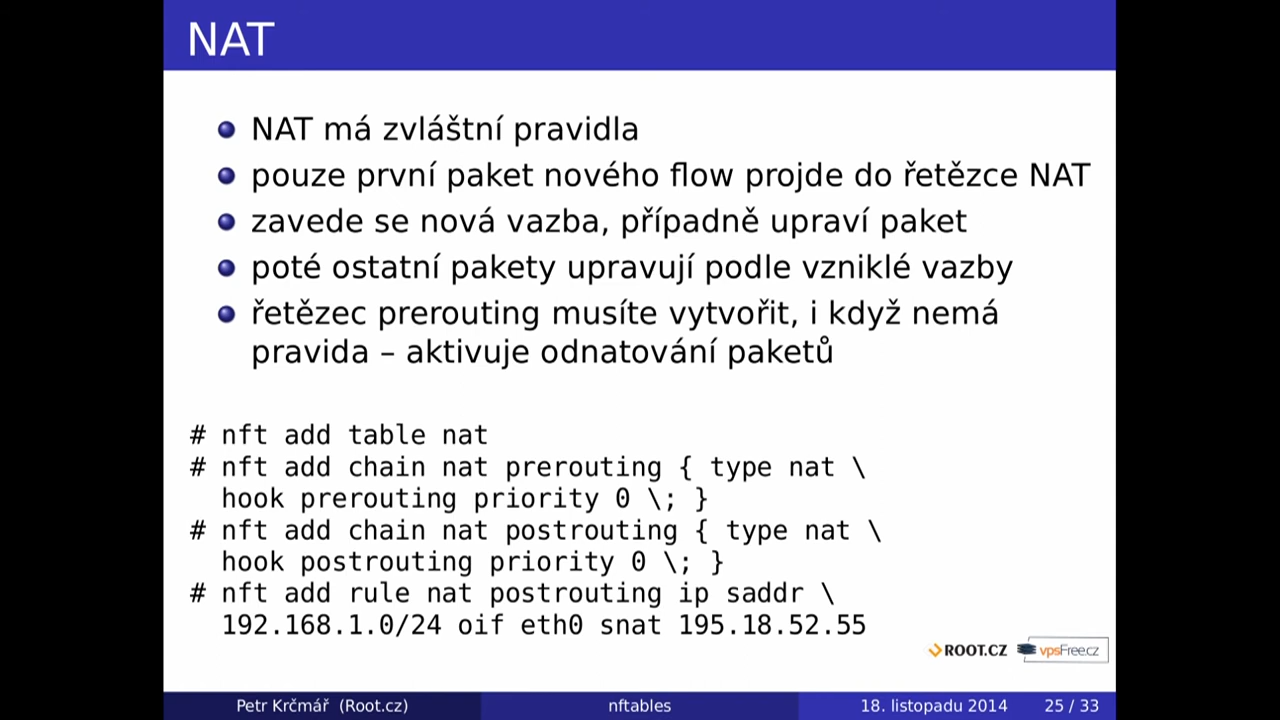 NAT
NAT má zvláštní pravidla
pouze první paket nového flow projde do řetězce NAT
zavede se nová vazba, případně upraví paket
poté ostatní pakety upravují podle vzniklé vazby
řetězec prerouting musíte vytvořit, i když nemá
pravida – aktivuje odnatování paketů
# nft add table nat
# nft add chain nat prerouting { type nat \
hook prerouting priority 0 \; }
# nft add chain nat postrouting { type nat \
hook postrouting priority 0 \; }
# nft add rule nat postrouting ip saddr \
192.168.1.0/24 oif eth0 snat 195.18.52.55
ROOT.CZ vpsFree.cz
Petr Krčmář (Root.cz) nftables 18. listopadu 2014 25 / 33